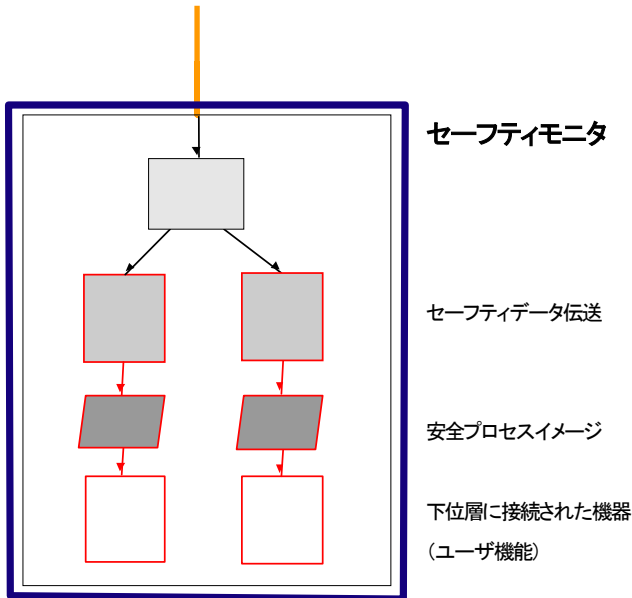 セーフティモニタ
セーフティデータ伝送
安全プロセスイメージ
下位層に接続された機器
（ユーザ機能）